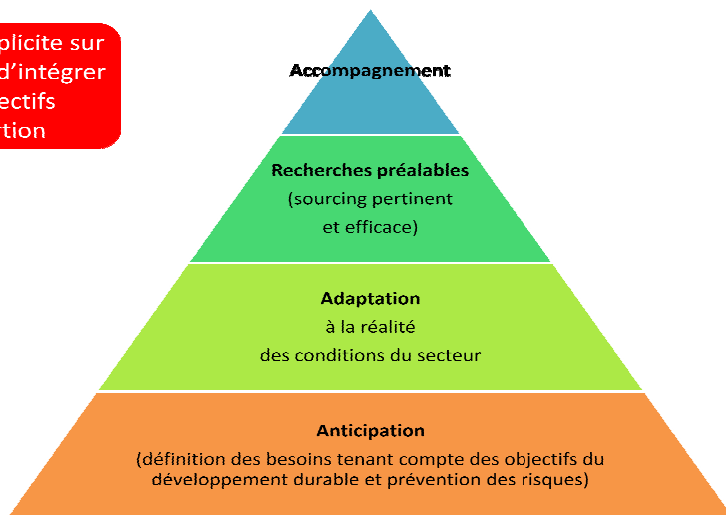 plicite sur
d’intégrer
ectifs
tion
Accompagnement
Recherches préalables
(sourcing pertinent
et efficace)
Adaptation
à la réalité
des conditions du secteur
Anticipation
(définition des besoins tenant compte des objectifs du
développement durable et prévention des risques)